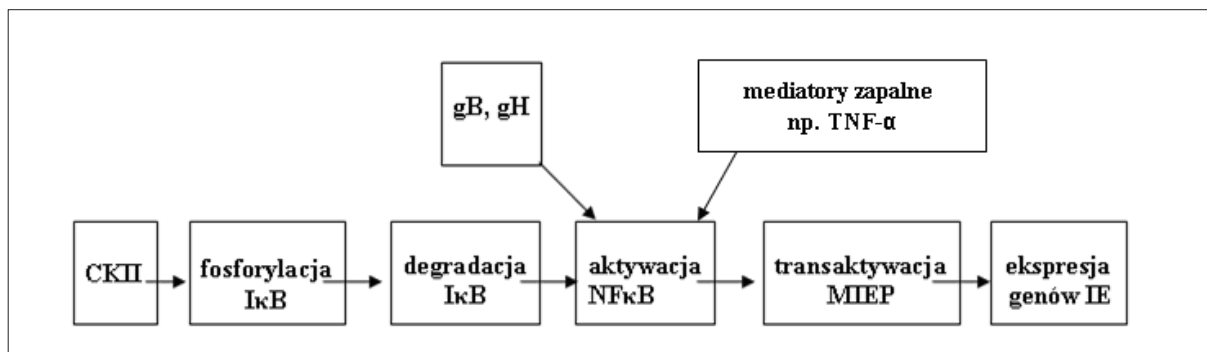 gB, gH
mediatory zapalne
np. TNF-α
CKII
fosforylacja
IκB
degradacja
IκB
aktywacja
NFκB
transaktywacja
MIEP
ekspresja
genów IE